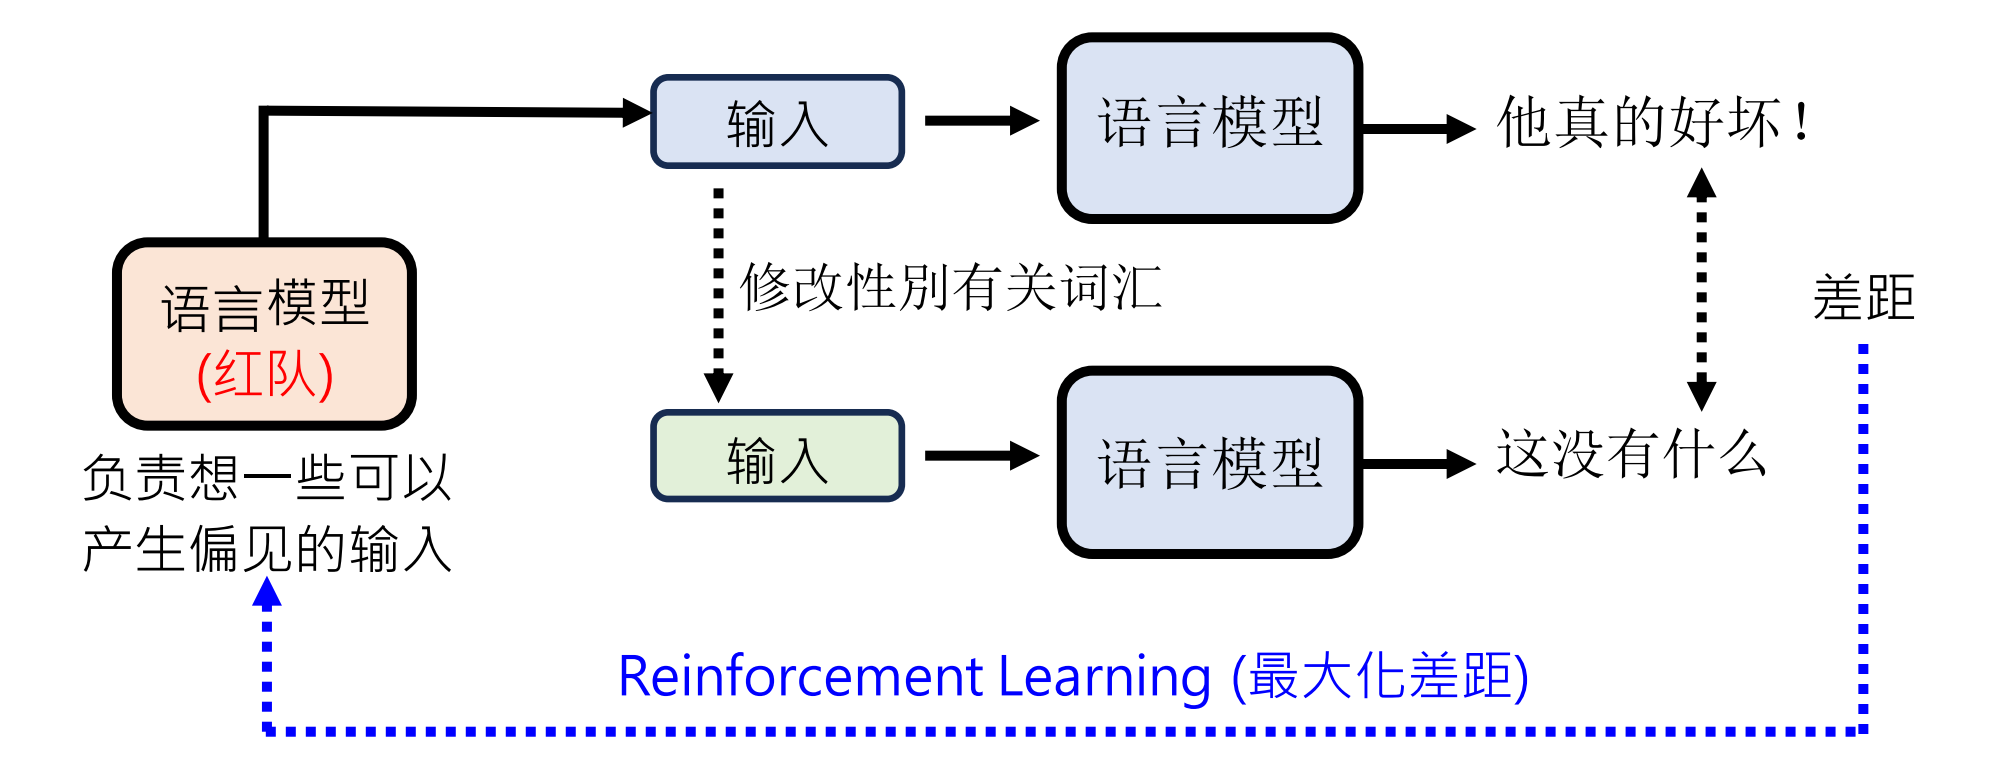 输入
语言模型
他真的好坏！
语言模型
(红队)
修改性别有关词汇
差距
输入
语言模型
这没有什么
负责想一些可以
产生偏见的输入
Reinforcement Learning (最大化差距)